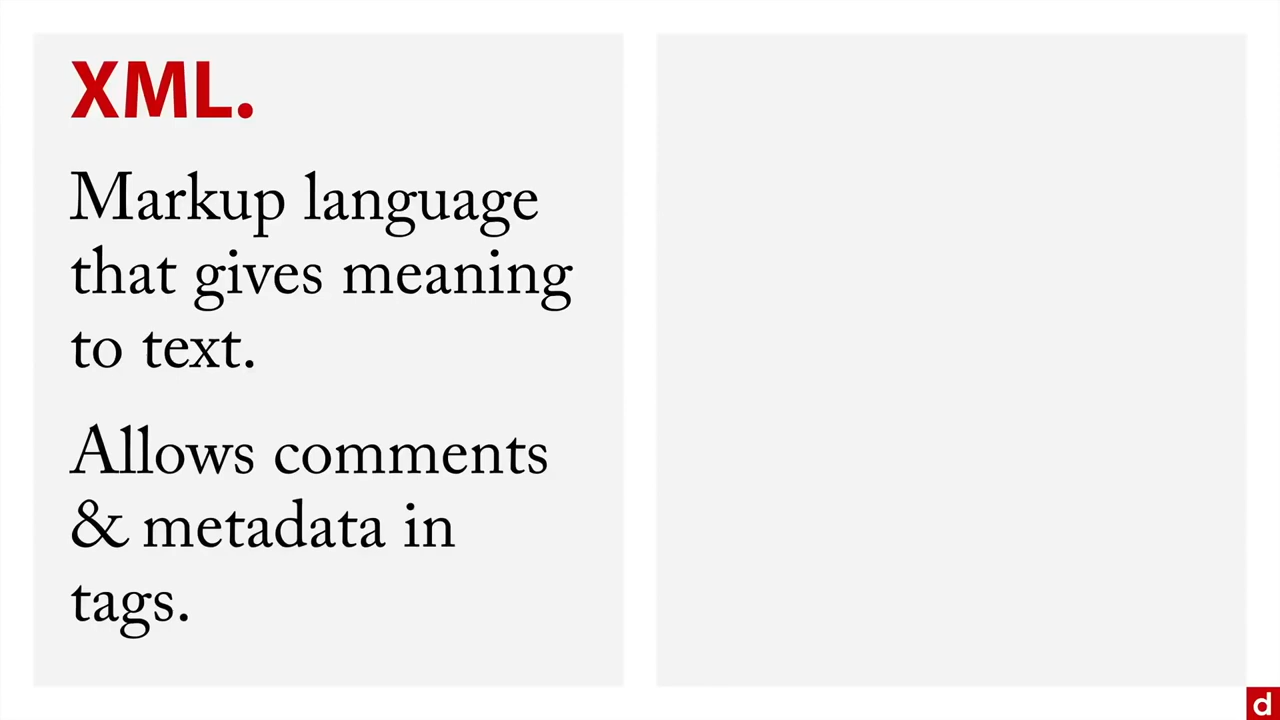 XML.
Markup language
that gives meaning
to text.
Allows comments
& metadata in
tags.
d